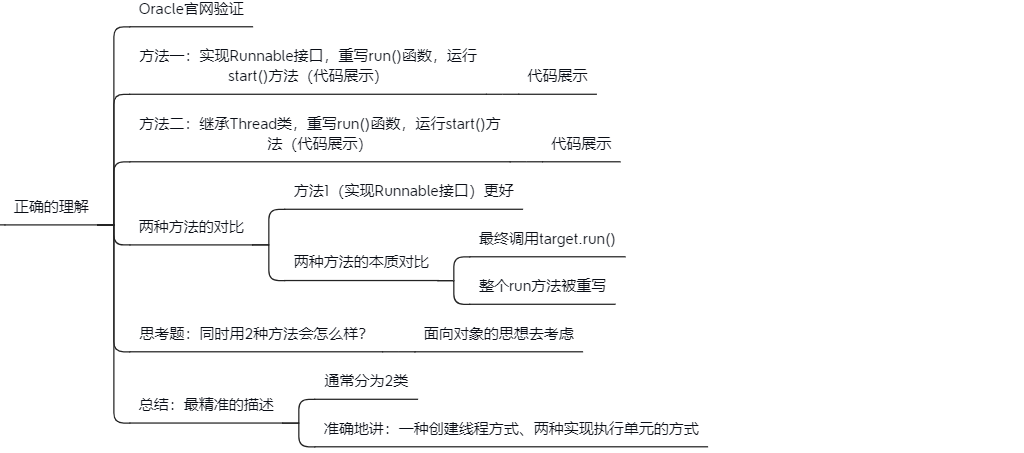 Oracle官网验证
方法一：实现Runnable接口，重写run()函数，运行
start()方法（代码展示）
代码展示
方法二：继承Thread类，重写run()函数，运行start()方
法（代码展示）
代码展示
正确的理解
两种方法的对比
方法1（实现Runnable接口）更好
两种方法的本质对比
最终调用target.run()
整个run方法被重写
思考题：同时用2种方法会怎么样？
面向对象的思想去考虑
总结：最精准的描述
通常分为2类
准确地讲：一种创建线程方式、两种实现执行单元的方式